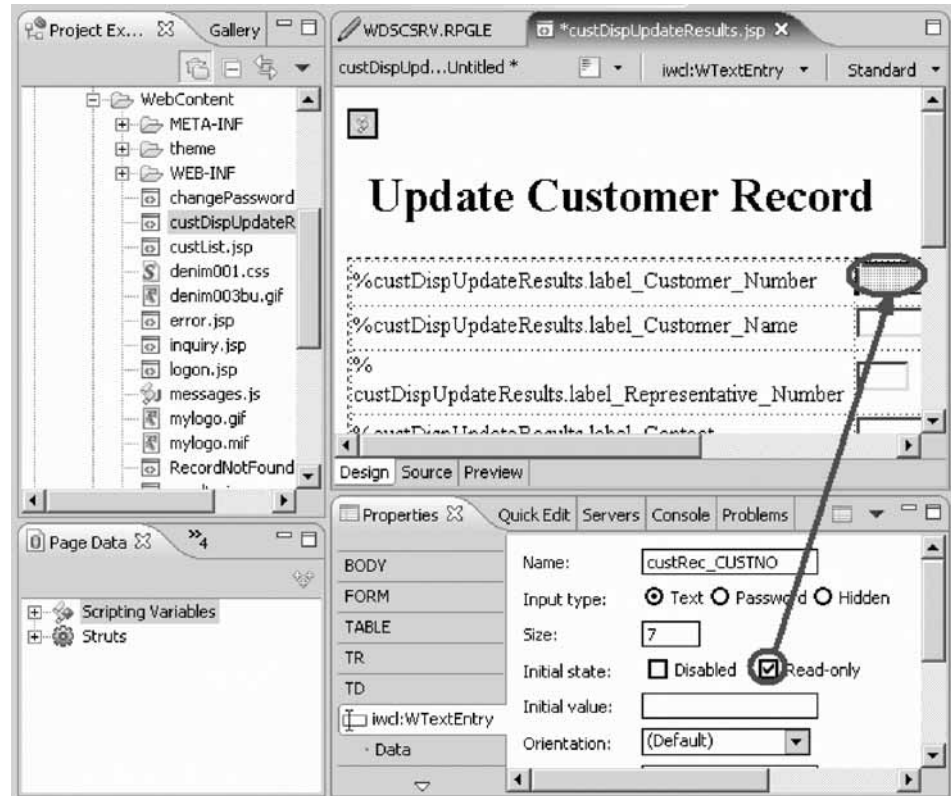 Project Ex...
Gallery
WebContent
META-INF
theme
WEB-INF
changePassword
custDispUpdateR
custList.jsp
denim001.css
denim003bu.gif
error.jsp
inquiry.jsp
logon.jsp
messages.js
mylogo.gif
mylogo.mif
RecordNotFound
Page Data
»4
Scripting Variables
Struts
WDSCSRV.RPGLE
*custDispUpdateResults.jsp
custDispUpd...Untitled *
iwcl:WTextEntry
Standard
Update Customer Record
%custDispUpdateResults.label_Customer_Number
%custDispUpdateResults.label_Customer_Name
%
custDispUpdateResults.label_Representative_Number
%custDispUpdateResults.label_Contact
Design Source Preview
Properties
Quick Edit
Servers
Console
Problems
BODY
FORM
TABLE
TR
TD
iwcl:WTextEntry
Data
Name: custRec_CUSTNO
Input type: Text Password Hidden
Size: 7
Initial state: Disabled Read-only
Initial value:
Orientation: (Default)